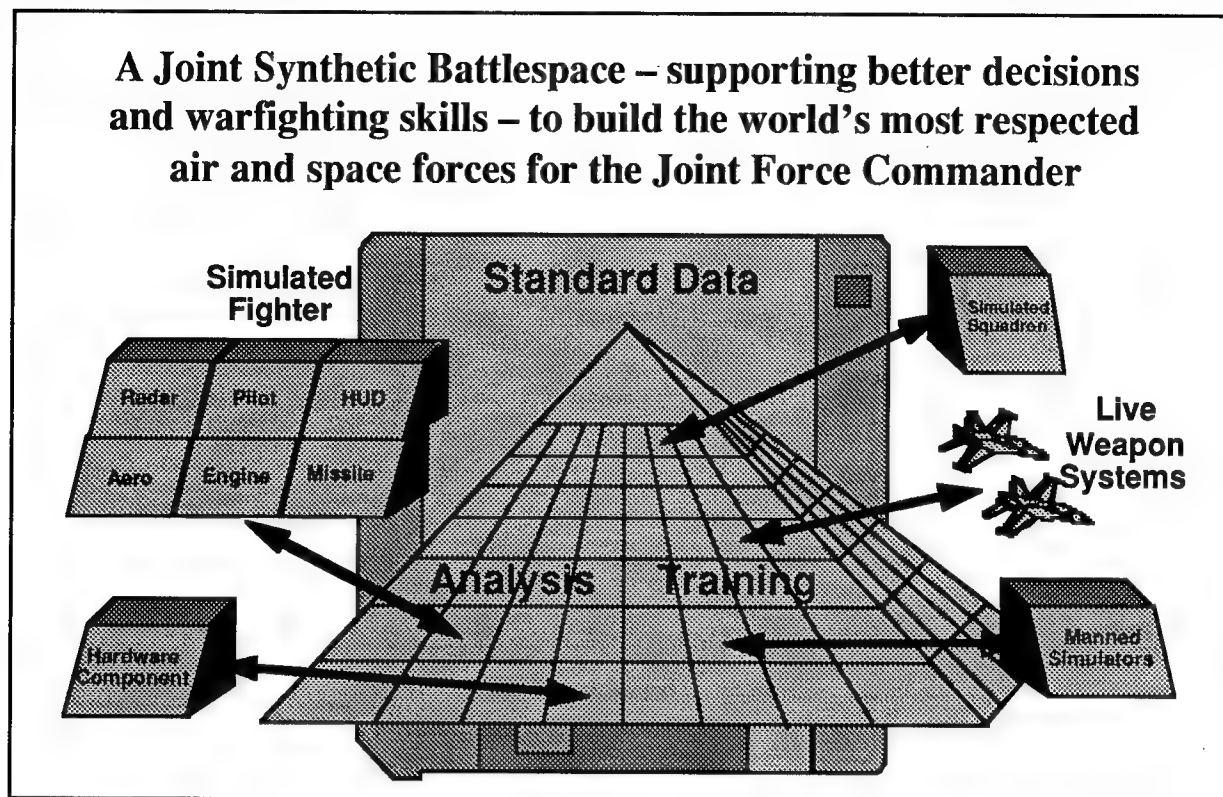 A Joint Synthetic Battlespace – supporting better decisions
and warfighting skills – to build the world's most respected
air and space forces for the Joint Force Commander
Simulated
Fighter
Standard Data
Simulated
Squadron
Radar
Pilot
HUD
Aero
Engine
Missile
Live
Weapon
Systems
Analysis
Training
Hardware
Component
Manned
Simulators